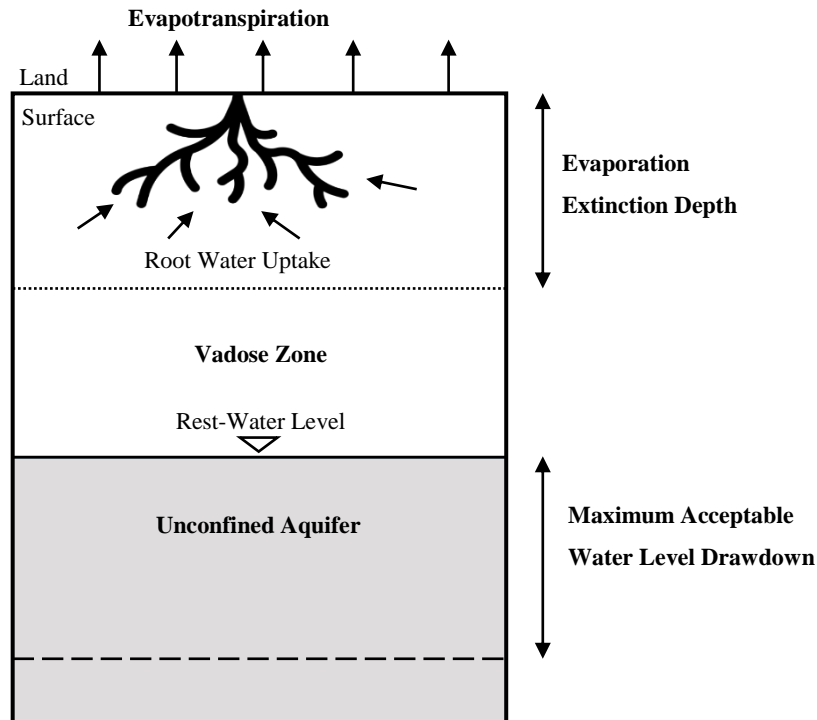 Evapotranspiration
Land
Surface
Evaporation
Extinction Depth
Root Water Uptake
Vadose Zone
Rest-Water Level
Unconfined Aquifer
Maximum Acceptable
Water Level Drawdown